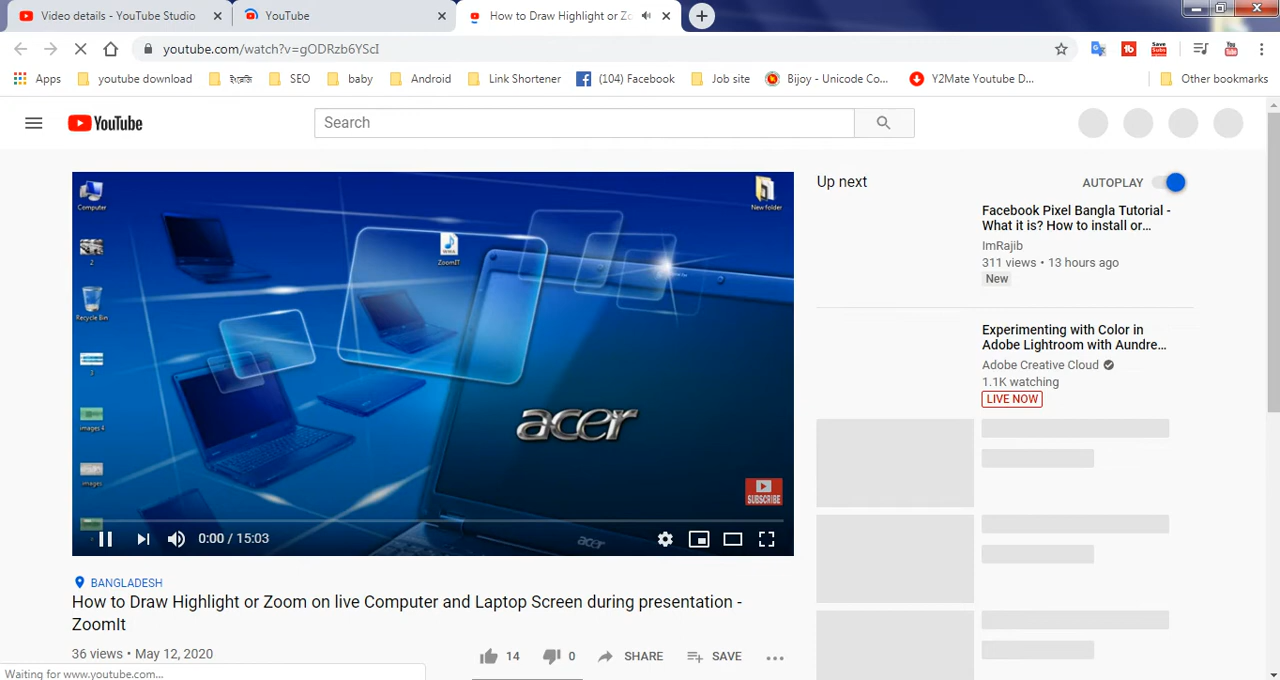 Video details - YouTube Studio
YouTube
How to Draw Highlight or Zo
youtube.com/watch?v=gODRzb6YScI
Apps
youtube download
ইংরেজি
SEO
baby
Android
Link Shortener
(104) Facebook
Job site
Bijoy - Unicode Co...
Y2Mate Youtube D...
Other bookmarks
YouTube
Search
Up next
AUTOPLAY
Computer
New folder
ZoomIT
2
Recycle Bin
3
images 4
images
acer
SUBSCRIBE
acer
0:00 / 15:03
Facebook Pixel Bangla Tutorial -
What it is? How to install or...
ImRajib
311 views • 13 hours ago
New
Experimenting with Color in
Adobe Lightroom with Aundre...
Adobe Creative Cloud
1.1K watching
LIVE NOW
BANGLADESH
How to Draw Highlight or Zoom on live Computer and Laptop Screen during presentation -
ZoomIt
36 views • May 12, 2020
14
0
SHARE
SAVE
Waiting for www.youtube.com...